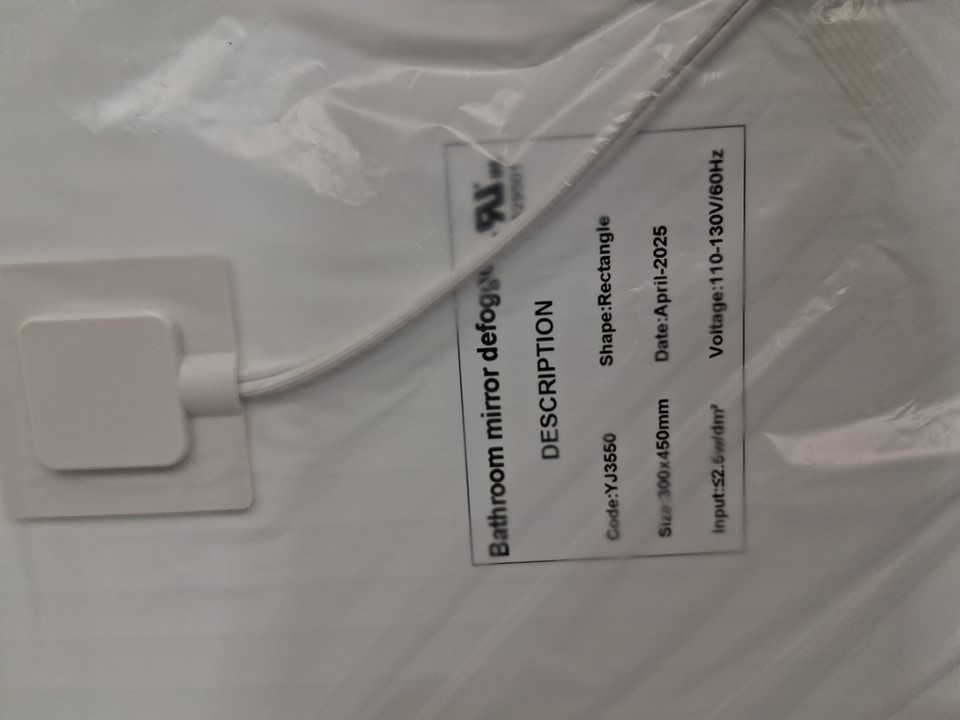 Bathroom mirror
DESCRIPTION
Code:YJ3550 Shape:Rectangle
Size:300x450mm Date:April-2025
Input:≤2.6w/dm² Voltage:110-130V/60Hz